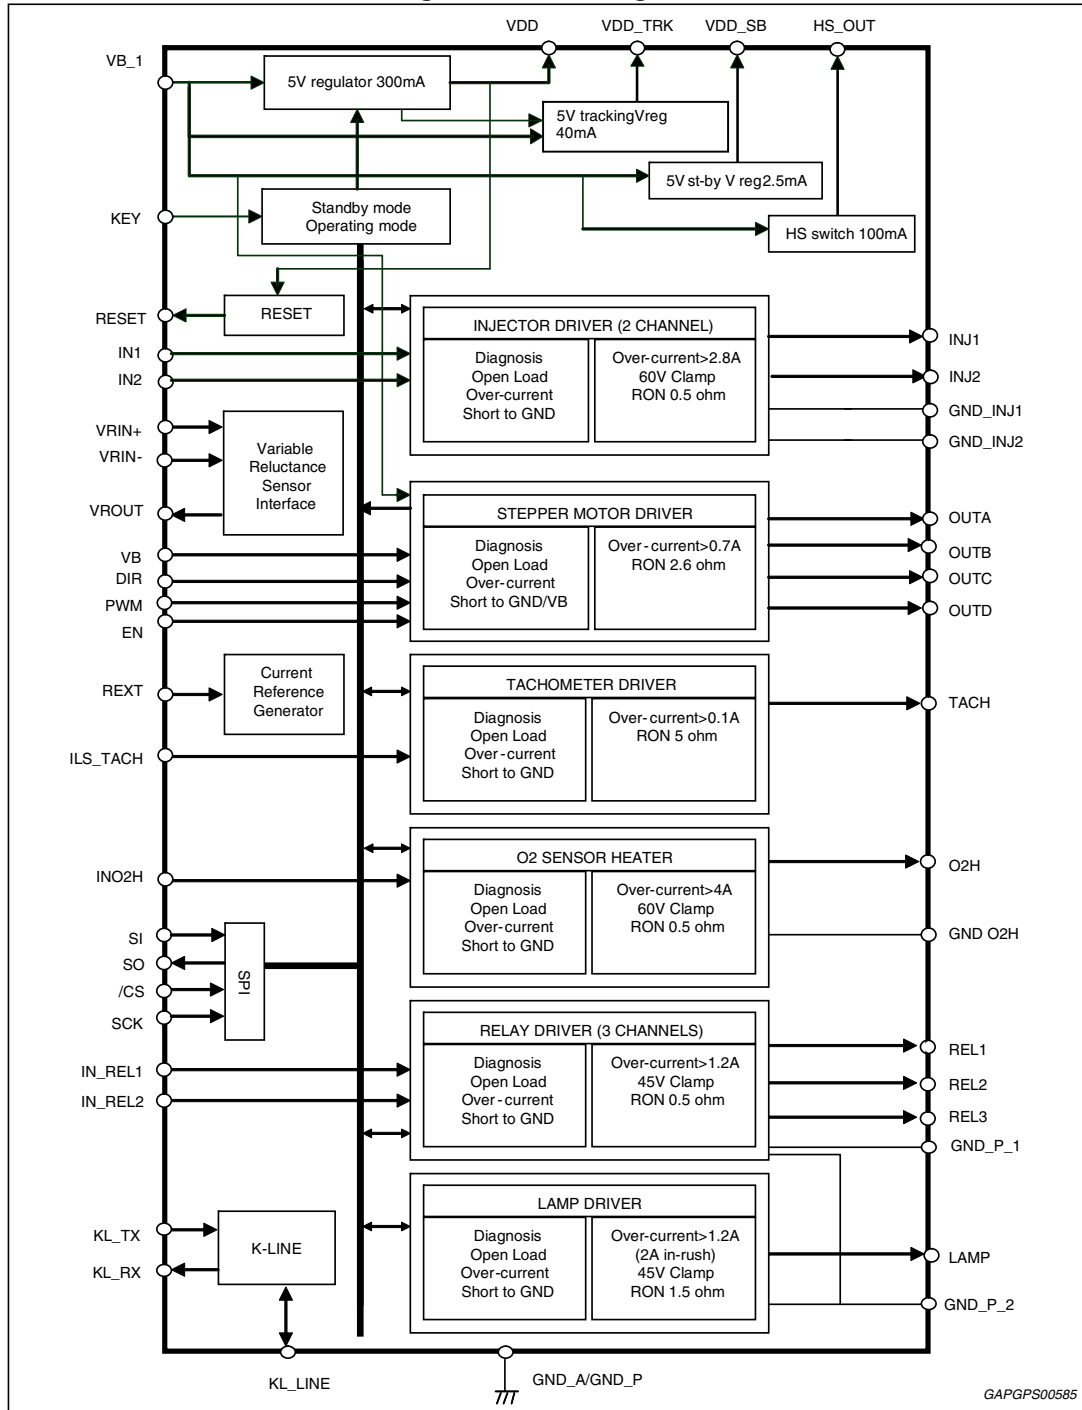 VDD
VDD_TRK
VDD_SB
HS_OUT
VB_1
5V regulator 300mA
5V trackingVreg
40mA
5V st-by V reg2.5mA
KEY
Standby mode
Operating mode
HS switch 100mA
RESET
RESET
IN1
IN2
INJECTOR DRIVER (2 CHANNEL)
Diagnosis
Open Load
Over-current
Short to GND
Over-current>2.8A
60V Clamp
RON 0.5 ohm
INJ1
INJ2
GND_INJ1
GND_INJ2
VRIN+
VRIN-
VROUT
Variable
Reluctance
Sensor
Interface
VB
DIR
PWM
EN
STEPPER MOTOR DRIVER
Diagnosis
Open Load
Over-current
Short to GND/VB
Over-current>0.7A
RON 2.6 ohm
OUTA
OUTB
OUTC
OUTD
REXT
Current
Reference
Generator
ILS_TACH
TACHOMETER DRIVER
Diagnosis
Open Load
Over-current
Short to GND
Over-current>0.1A
RON 5 ohm
TACH
INO2H
O2 SENSOR HEATER
Diagnosis
Open Load
Over-current
Short to GND
Over-current>4A
60V Clamp
RON 0.5 ohm
O2H
GND O2H
SI
SO
/CS
SCK
SPI
IN_REL1
IN_REL2
RELAY DRIVER (3 CHANNELS)
Diagnosis
Open Load
Over-current
Short to GND
Over-current>1.2A
45V Clamp
RON 0.5 ohm
REL1
REL2
REL3
GND_P_1
KL_TX
KL_RX
K-LINE
LAMP DRIVER
Diagnosis
Open Load
Over-current
Short to GND
Over-current>1.2A
(2A in-rush)
45V Clamp
RON 1.5 ohm
LAMP
GND_P_2
KL_LINE
GND_A/GND_P
GAPGPS00585